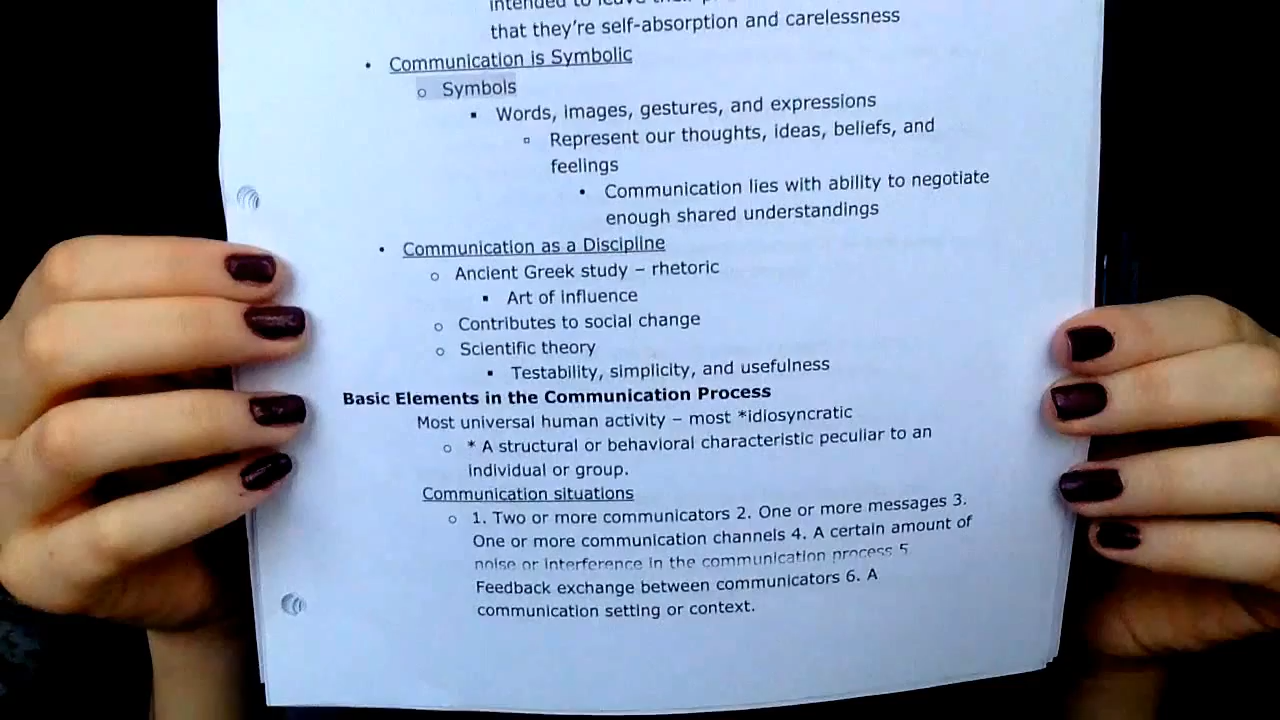 intended to leave their
that they're self-absorption and carelessness
• Communication is Symbolic
o Symbols
▪ Words, images, gestures, and expressions
▫ Represent our thoughts, ideas, beliefs, and
feelings
• Communication lies with ability to negotiate
enough shared understandings
• Communication as a Discipline
o Ancient Greek study – rhetoric
▪ Art of influence
o Contributes to social change
o Scientific theory
▪ Testability, simplicity, and usefulness
Basic Elements in the Communication Process
Most universal human activity – most *idiosyncratic
o * A structural or behavioral characteristic peculiar to an
individual or group.
Communication situations
o 1. Two or more communicators 2. One or more messages 3.
One or more communication channels 4. A certain amount of
noise or interference in the communication process 5
Feedback exchange between communicators 6. A
communication setting or context.